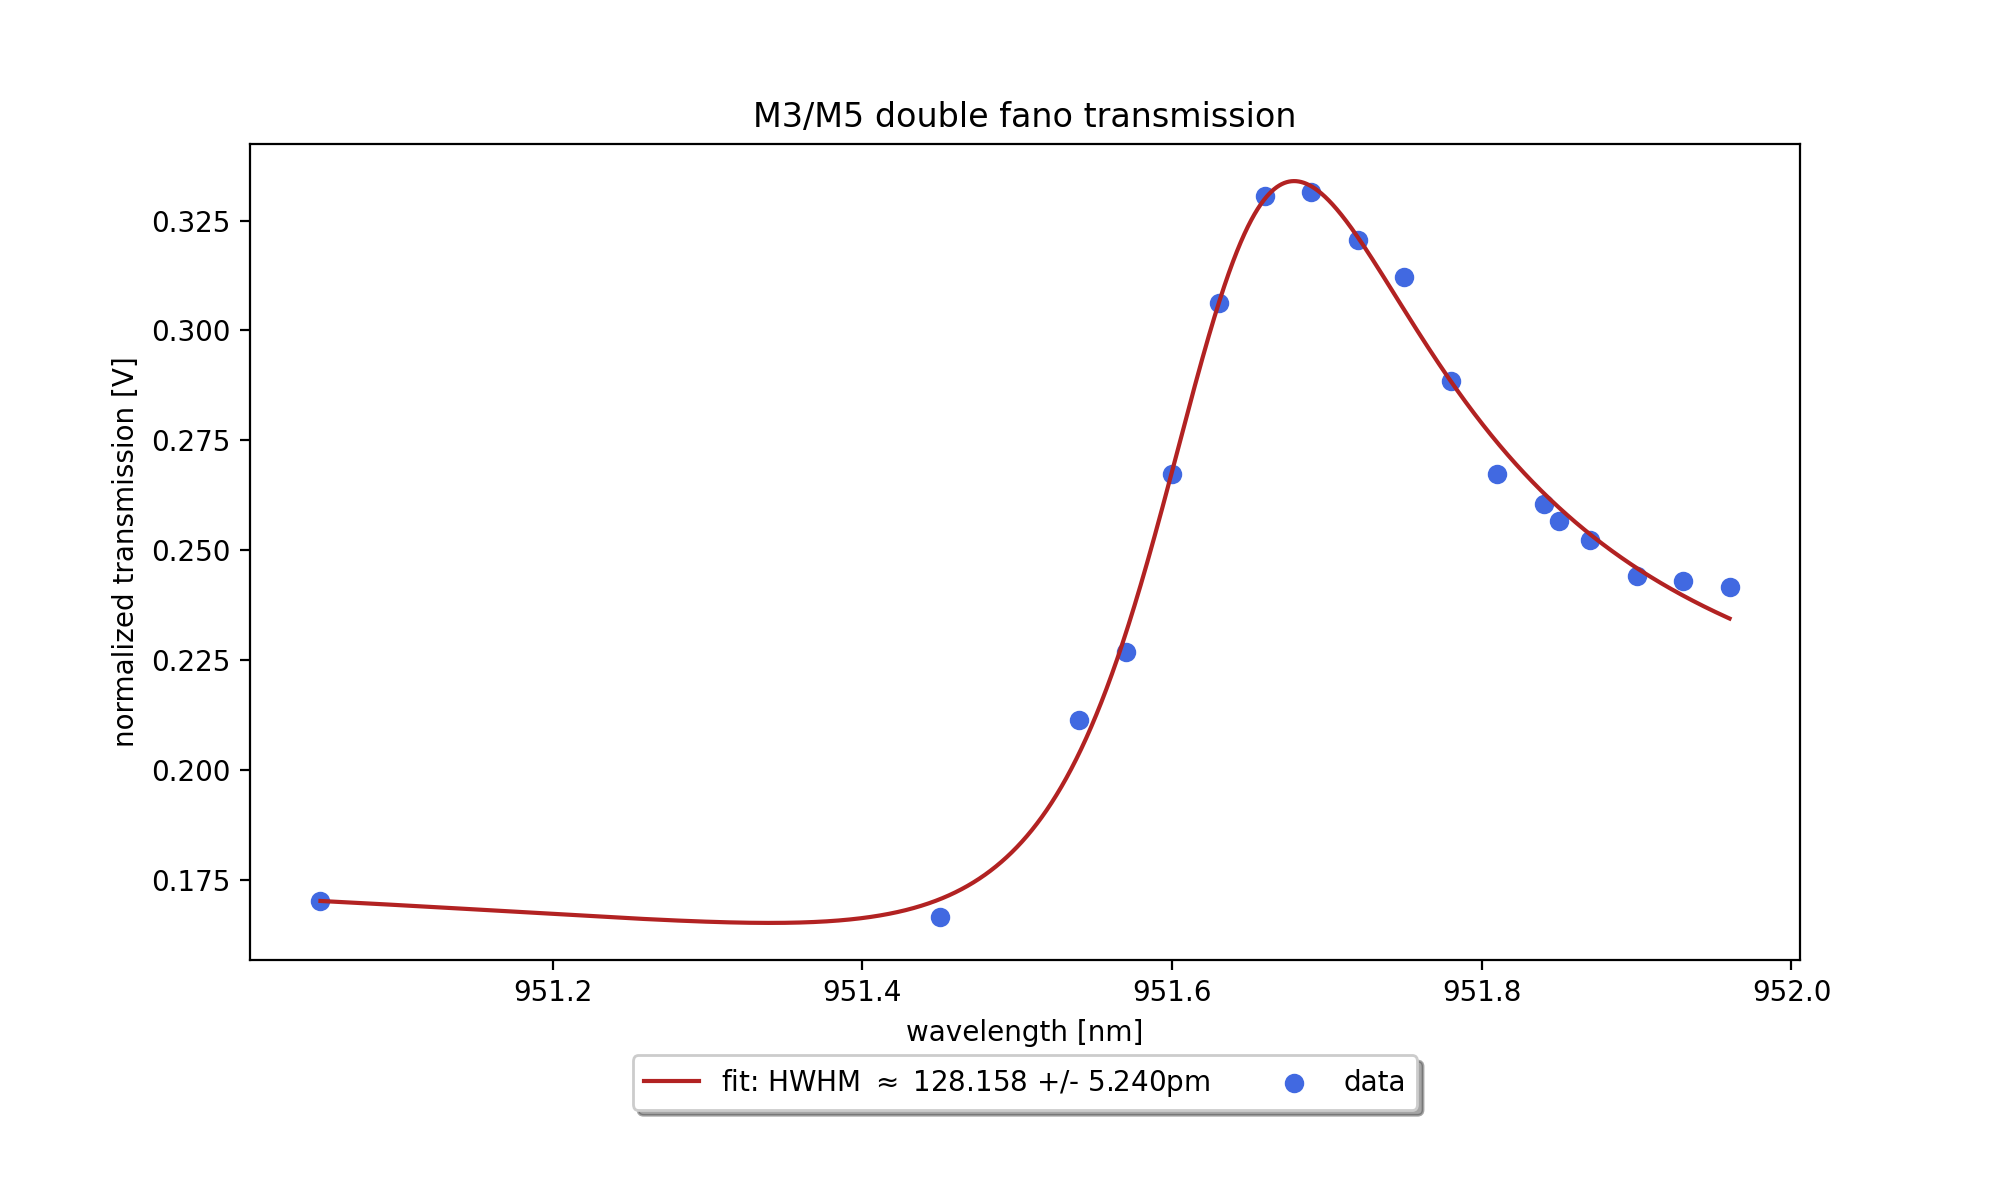 M3/M5 double fano transmission
normalized transmission [V]
0.325
0.300
0.275
0.250
0.225
0.200
0.175
951.2 951.4 951.6 951.8 952.0
wavelength [nm]
fit: HWHM ≈ 128.158 +/- 5.240pm data